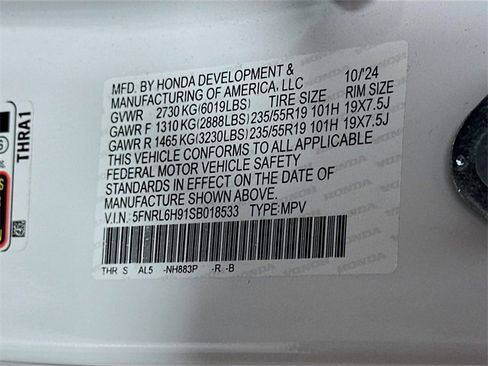 MFD. BY HONDA DEVELOPMENT &
MANUFACTURING OF AMERICA, LLC 10/'24
GVWR 2730 KG(6019LBS) TIRE SIZE RIM SIZE
GAWR F 1310 KG(2888LBS) 235/55R19 101H 19X7.5J
GAWR R 1465 KG(3230LBS) 235/55R19 101H 19X7.5J
THIS VEHICLE CONFORMS TO ALL APPLICABLE
FEDERAL MOTOR VEHICLE SAFETY
STANDARDS IN EFFECT ON THE DATE OF
MANUFACTURE SHOWN ABOVE.
V.I.N.: 5FNRL6H91SB018533 TYPE:MPV
THR S AL5 -NH883P -R -B
HONDA HONDA HONDA
THRA1